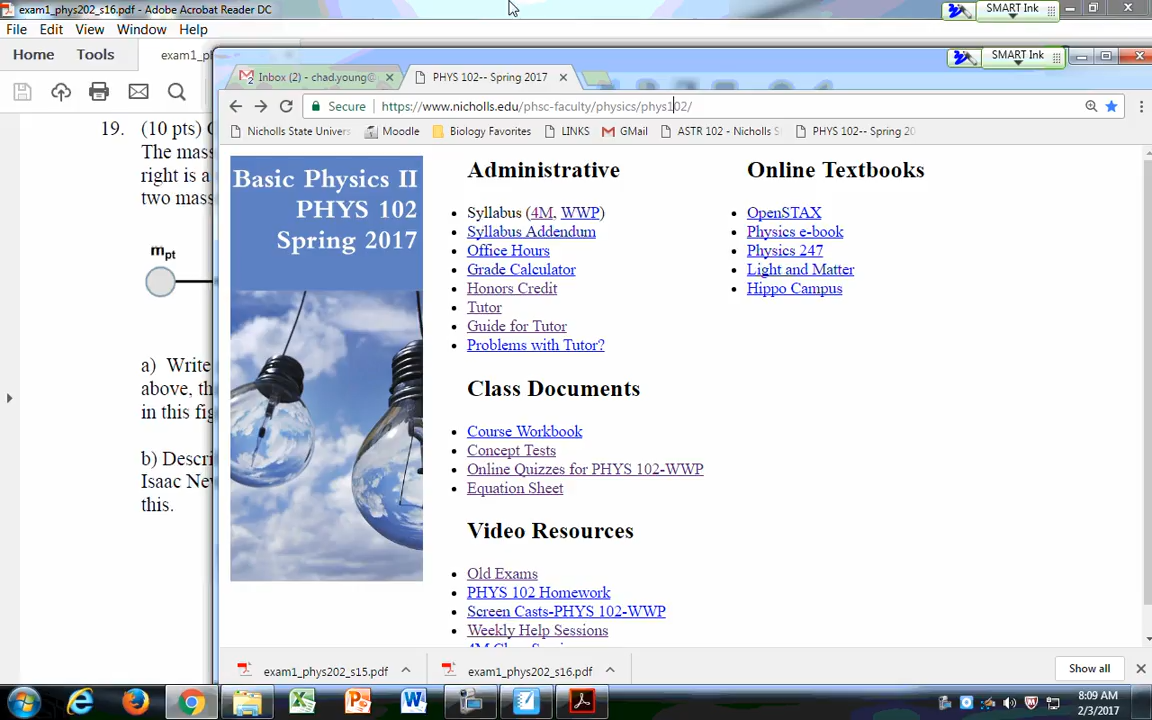 exam1_phys202_s16.pdf - Adobe Acrobat Reader DC
SMART Ink
File Edit View Window Help
Home Tools exam1_p
SMART Ink
Inbox (2) - chad.young@
PHYS 102-- Spring 2017
Secure https://www.nicholls.edu/phsc-faculty/physics/phys102/
Nicholls State Univers Moodle Biology Favorites LINKS GMail ASTR 102 - Nicholls S PHYS 102-- Spring 20
19. (10 pts)
The mass
right is a
two mass
mpt
a) Write
above, th
in this fig
b) Descri
Isaac Nev
this.
Basic Physics II
PHYS 102
Spring 2017
Administrative
Syllabus (4M, WWP)
Syllabus Addendum
Office Hours
Grade Calculator
Honors Credit
Tutor
Guide for Tutor
Problems with Tutor?
Class Documents
Course Workbook
Concept Tests
Online Quizzes for PHYS 102-WWP
Equation Sheet
Video Resources
Old Exams
PHYS 102 Homework
Screen Casts-PHYS 102-WWP
Weekly Help Sessions
Online Textbooks
OpenSTAX
Physics e-book
Physics 247
Light and Matter
Hippo Campus
exam1_phys202_s15.pdf
exam1_phys202_s16.pdf
Show all
8:09 AM
2/3/2017